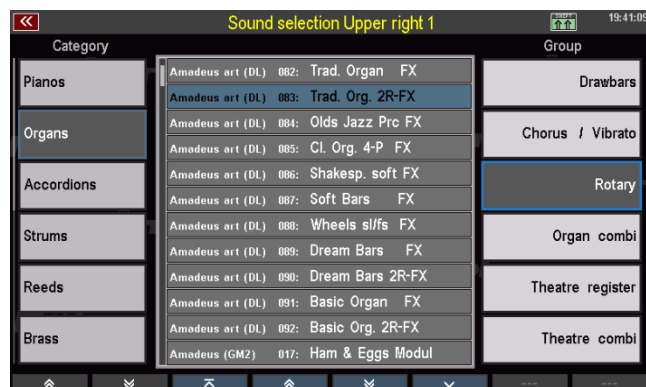 Sound selection Upper right 1
SHIFT
19:41:09
Category
Group
Pianos
Organs
Accordions
Strums
Reeds
Brass
Amadeus art (DL) 082: Trad. Organ FX
Amadeus art (DL) 083: Trad. Org. 2R-FX
Amadeus art (DL) 084: Olds Jazz Prc FX
Amadeus art (DL) 085: Cl. Org. 4-P FX
Amadeus art (DL) 086: Shakesp. soft FX
Amadeus art (DL) 087: Soft Bars FX
Amadeus art (DL) 088: Wheels sl/fs FX
Amadeus art (DL) 089: Dream Bars FX
Amadeus art (DL) 090: Dream Bars 2R-FX
Amadeus art (DL) 091: Basic Organ FX
Amadeus art (DL) 092: Basic Org. 2R-FX
Amadeus (GM2) 017: Ham & Eggs Modul
Drawbars
Chorus / Vibrato
Rotary
Organ combi
Theatre register
Theatre combi
--- ---